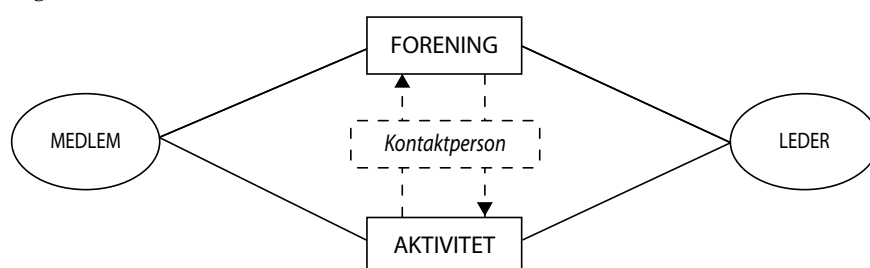 FORENING
MEDLEM
Kontaktperson
LEDER
AKTIVITET